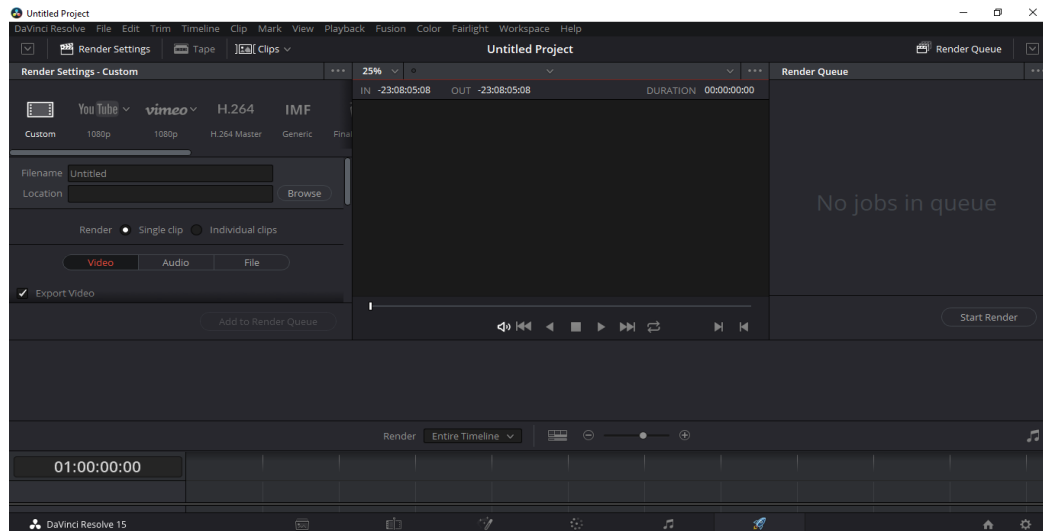 Untitled Project
DaVinci Resolve File Edit Trim Timeline Clip Mark View Playback Fusion Color Fairlight Workspace Help
Render Settings Tape Clips Untitled Project Render Queue
Render Settings - Custom 25% Render Queue
IN -23:08:05:08 OUT -23:08:05:08 DURATION 00:00:00:00
YouTube vimeo H.264 IMF
Custom 1080p 1080p H.264 Master Generic Final
Filename Untitled
Location Browse
No jobs in queue
Render Single clip Individual clips
Video Audio File
Export Video
Add to Render Queue
Start Render
Render Entire Timeline
01:00:00:00
DaVinci Resolve 15